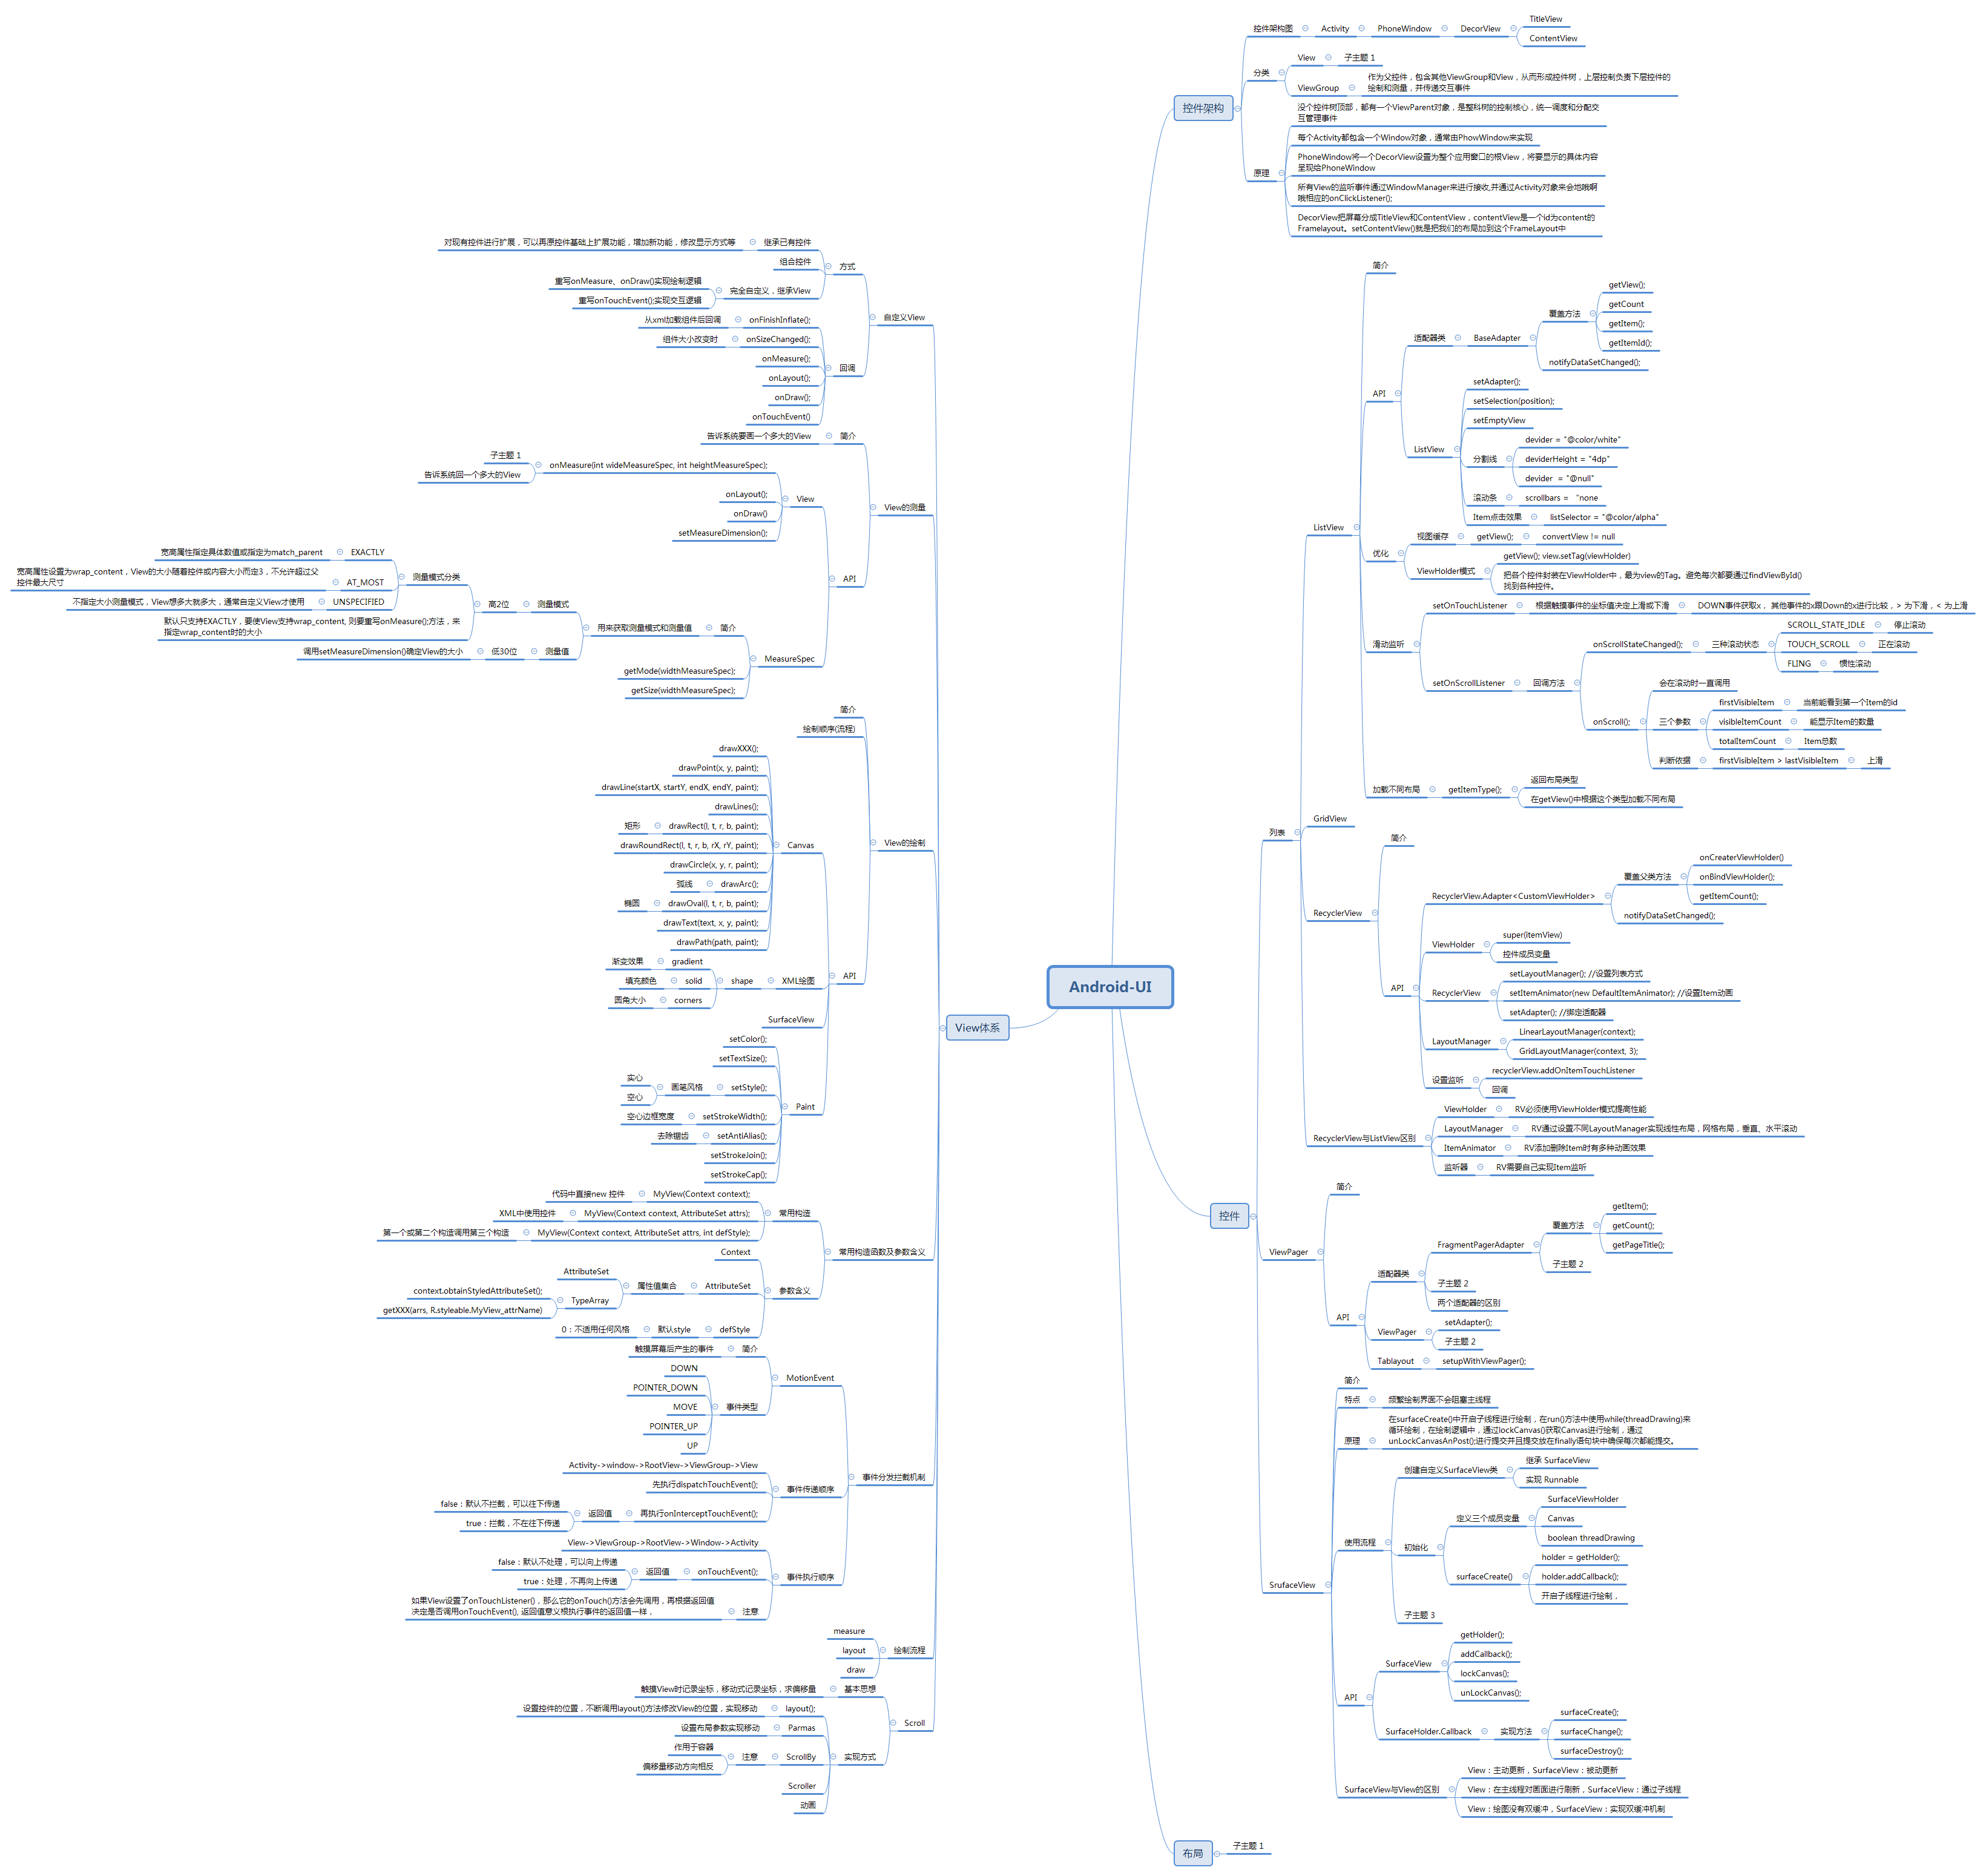 Android-UI
控件架构
控件架构图
Activity
PhoneWindow
DecorView
TitleView
ContentView
分类
View
子主题 1
ViewGroup
作为父控件，包含其他ViewGroup和View，从而形成控件树，上层控制负责下层控件的
绘制和测量，并传递交互事件
原理
没个控件树顶部，都有一个ViewParent对象，是整科树的控制核心，统一调度和分配交
互管理事件
每个Activity都包含一个Window对象，通常由PhowWindow来实现
PhoneWindow将一个DecorView设置为整个应用窗口的根View，将要显示的具体内容
呈现给PhoneWindow
所有View的监听事件通过WindowManager来进行接收,并通过Activity对象来会地哦啊
哦相应的onClickListener();
DecorView把屏幕分成TitleView和ContentView，contentView是一个id为content的
Framelayout。setContentView()就是把我们的布局加到这个FrameLayout中
控件
列表
ListView
简介
API
适配器类
BaseAdapter
覆盖方法
getView();
getCount
getItem();
getItemId();
notifyDataSetChanged();
ListView
setAdapter();
setSelection(position);
setEmptyView
分割线
devider = "@color/white"
deviderHeight = "4dp"
devider  = "@null"
滚动条
scrollbars = “none
Item点击效果
listSelector = "@color/alpha"
优化
视图缓存
getView();
convertView != null
ViewHolder模式
getView(); view.setTag(viewHolder)
把各个控件封装在ViewHolder中，最为view的Tag。避免每次都要通过findViewById()
找到各种控件。
滑动监听
setOnTouchListener
根据触摸事件的坐标值决定上滑或下滑
DOWN事件获取x， 其他事件的x跟Down的x进行比较，> 为下滑，< 为上滑
setOnScrollListener
回调方法
onScrollStateChanged();
三种滚动状态
SCROLL_STATE_IDLE
停止滚动
TOUCH_SCROLL
正在滚动
FLING
惯性滚动
onScroll();
会在滚动时一直调用
三个参数
firstVisibleItem
当前能看到第一个Item的id
visibleItemCount
能显示Item的数量
totalItemCount
Item总数
判断依据
firstVisibleItem > lastVisibleItem
上滑
加载不同布局
getItemType();
返回布局类型
在getView()中根据这个类型加载不同布局
GridView
RecyclerView
简介
API
RecyclerView.Adapter<CustomViewHolder>
覆盖父类方法
onCreaterViewHolder()
onBindViewHolder();
getItemCount();
notifyDataSetChanged();
ViewHolder
super(itemView)
控件成员变量
RecyclerView
setLayoutManager(); //设置列表方式
setItemAnimator(new DefaultItemAnimator); //设置Item动画
setAdapter(); //绑定适配器
LayoutManager
LinearLayoutManager(context);
GridLayoutManager(context, 3);
设置监听
recyclerView.addOnItemTouchListener
回调
RecyclerView与ListView区别
ViewHolder
RV必须使用ViewHolder模式提高性能
LayoutManager
RV通过设置不同LayoutManager实现线性布局，网格布局，垂直、水平滚动
ItemAnimator
RV添加删除Item时有多种动画效果
监听器
RV需要自己实现Item监听
ViewPager
简介
API
适配器类
FragmentPagerAdapter
覆盖方法
getItem();
getCount();
getPageTitle();
子主题 2
子主题 2
两个适配器的区别
ViewPager
setAdapter();
子主题 2
Tablayout
setupWithViewPager();
SrufaceView
简介
特点
频繁绘制界面不会阻塞主线程
原理
在surfaceCreate()中开启子线程进行绘制，在run()方法中使用while(threadDrawing)来
循环绘制，在绘制逻辑中，通过lockCanvas()获取Canvas进行绘制，通过
unLockCanvasAnPost();进行提交并且提交放在finally语句块中确保每次都能提交。
使用流程
创建自定义SurfaceView类
继承 SurfaceView
实现 Runnable
初始化
定义三个成员变量
SurfaceViewHolder
Canvas
boolean threadDrawing
surfaceCreate()
holder = getHolder();
holder.addCallback();
开启子线程进行绘制，
子主题 3
API
SurfaceView
getHolder();
addCallback();
lockCanvas();
unLockCanvas();
SurfaceHolder.Callback
实现方法
surfaceCreate();
surfaceChange();
surfaceDestroy();
SurfaceView与View的区别
View：主动更新，SurfaceView：被动更新
View：在主线程对画面进行刷新，SurfaceView：通过子线程
View：绘图没有双缓冲，SurfaceView：实现双缓冲机制
布局
子主题 1
View体系
自定义View
方式
继承已有控件
对现有控件进行扩展，可以再原控件基础上扩展功能，增加新功能，修改显示方式等
组合控件
完全自定义，继承View
重写onMeasure、onDraw()实现绘制逻辑
重写onTouchEvent();实现交互逻辑
回调
onFinishInflate();
从xml加载组件后回调
onSizeChanged();
组件大小改变时
onMeasure();
onLayout();
onDraw();
onTouchEvent()
View的测量
简介
告诉系统要画一个多大的View
API
View
onMeasure(int wideMeasureSpec, int heightMeasureSpec);
子主题 1
告诉系统回一个多大的View
onLayout();
onDraw()
setMeasureDimension();
MeasureSpec
简介
用来获取测量模式和测量值
测量模式
高2位
测量模式分类
EXACTLY
宽高属性指定具体数值或指定为match_parent
AT_MOST
宽高属性设置为wrap_content，View的大小随着控件或内容大小而定3，不允许超过父
控件最大尺寸
UNSPECIFIED
不指定大小测量模式，View想多大就多大，通常自定义View才使用
默认只支持EXACTLY，要使View支持wrap_content, 则要重写onMeasure();方法，来
指定wrap_content时的大小
测量值
低30位
调用setMeasureDimension()确定View的大小
getMode(widthMeasureSpec);
getSize(widthMeasureSpec);
View的绘制
简介
绘制顺序(流程)
API
Canvas
drawXXX();
drawPoint(x, y, paint);
drawLine(startX, startY, endX, endY, paint);
drawLines();
drawRect(l, t, r, b, paint);
矩形
drawRoundRect(l, t, r, b, rX, rY, paint);
drawCircle(x, y, r, paint);
drawArc();
弧线
drawOval(l, t, r, b, paint);
椭圆
drawText(text, x, y, paint);
drawPath(path, paint);
XML绘图
shape
gradient
渐变效果
solid
填充颜色
corners
圆角大小
SurfaceView
Paint
setColor();
setTextSize();
setStyle();
画笔风格
实心
空心
setStrokeWidth();
空心边框宽度
setAntiAlias();
去除锯齿
setStrokeJoin();
setStrokeCap();
常用构造函数及参数含义
常用构造
MyView(Context context);
代码中直接new 控件
MyView(Context context, AttributeSet attrs);
XML中使用控件
MyView(Context context, AttributeSet attrs, int defStyle);
第一个或第二个构造调用第三个构造
参数含义
Context
AttributeSet
属性值集合
AttributeSet
TypeArray
context.obtainStyledAttributeSet();
getXXX(arrs, R.styleable.MyView_attrName)
defStyle
默认style
0：不适用任何风格
事件分发拦截机制
MotionEvent
简介
触摸屏幕后产生的事件
事件类型
DOWN
POINTER_DOWN
MOVE
POINTER_UP
UP
事件传递顺序
Activity->window->RootView->ViewGroup->View
先执行dispatchTouchEvent();
再执行onInterceptTouchEvent();
返回值
false：默认不拦截，可以往下传递
true：拦截，不在往下传递
事件执行顺序
View->ViewGroup->RootView->Window->Activity
onTouchEvent();
返回值
false：默认不处理，可以向上传递
true：处理，不再向上传递
注意
如果View设置了onTouchListener()，那么它的onTouch()方法会先调用，再根据返回值
决定是否调用onTouchEvent(), 返回值意义根执行事件的返回值一样，
绘制流程
measure
layout
draw
Scroll
基本思想
触摸View时记录坐标，移动式记录坐标，求偏移量
实现方式
layout();
设置控件的位置，不断调用layout()方法修改View的位置，实现移动
Parmas
设置布局参数实现移动
ScrollBy
注意
作用于容器
偏移量移动方向相反
Scroller
动画